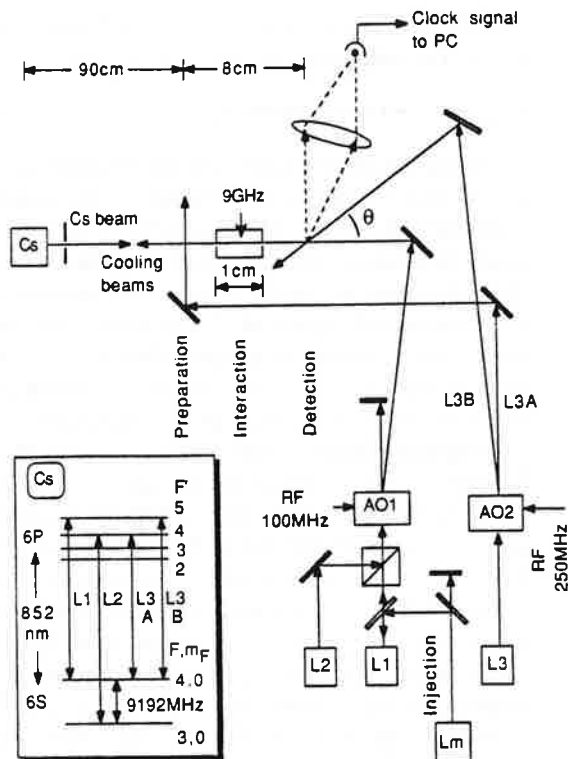 Clock signal
to PC
90cm
8cm
9GHz
Cs beam
θ
Cs
Cooling
beams
1cm
Preparation
Interaction
Detection
L3B
L3A
RF
100MHz
AO1
AO2
RF
250MHz
L2
L1
Injection
L3
Lm
Cs
F'
5
4
6P
3
2
852
nm
L1
L2
L3
A
L3
B
F,mF
4,0
6S
9192MHz
3,0